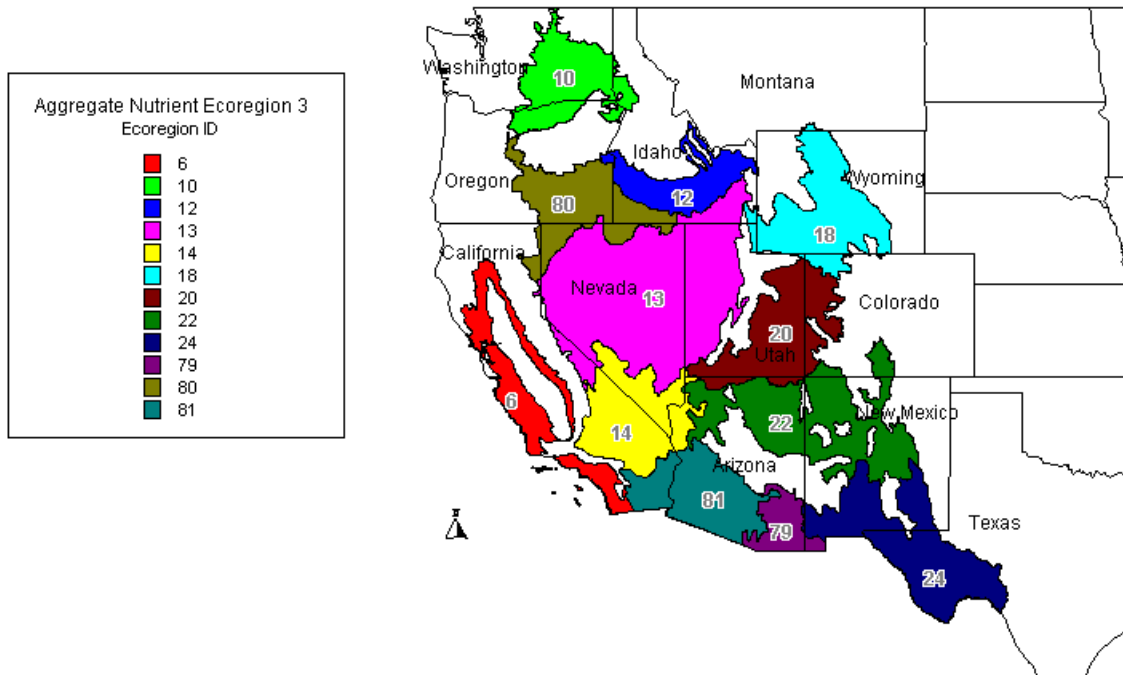 Aggregate Nutrient Ecoregion 3
Ecoregion ID
6
10
12
13
14
18
20
22
24
79
80
81
Washington
10
Montana
Idaho
Oregon
Wyoming
80
12
18
California
Nevada
13
Colorado
20
Utah
6
22
New Mexico
14
Arizona
81
79
Texas
24